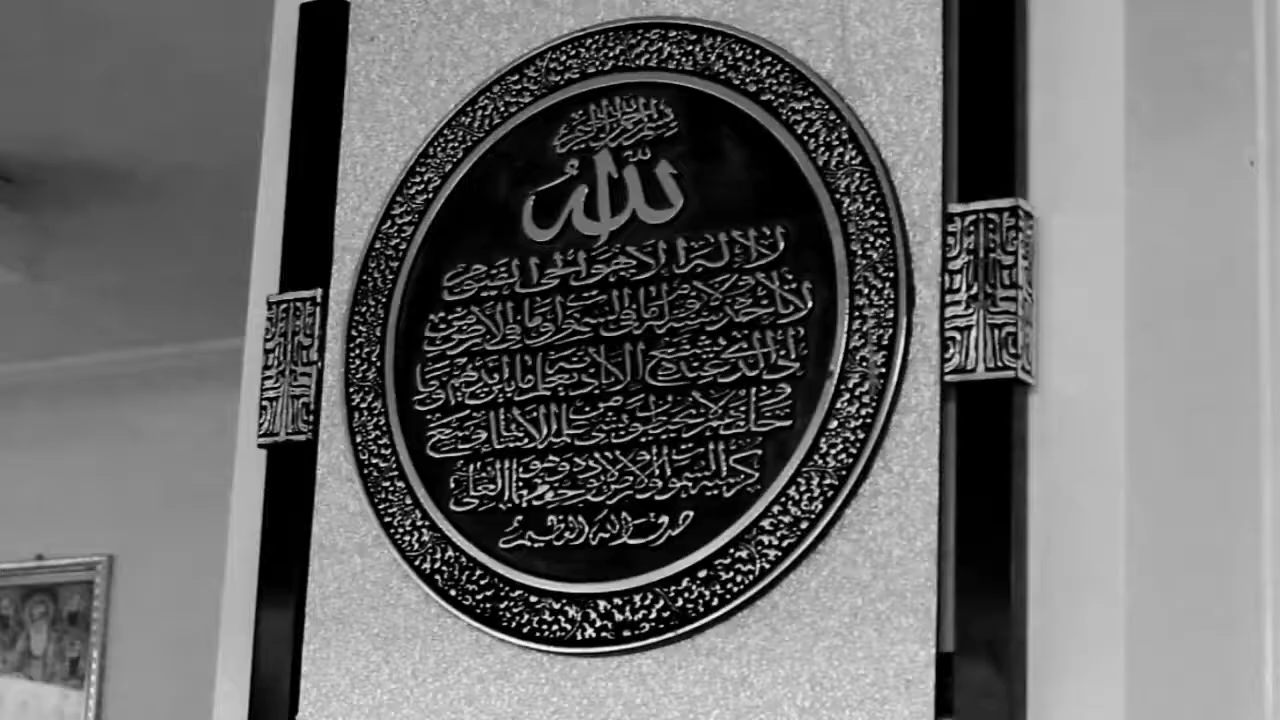 بسم الله الرحمن الرحيم
الله
لا إله إلا هو الحي القيوم
لا تأخذه سنة ولا نوم له ما في السموات وما في الأرض من
ذا الذي يشفع عنده إلا بإذنه يعلم ما بين أيديهم وما
خلفهم ولا يحيطون بشيء من علمه إلا بما شاء وسع
كرسيه السموات والأرض ولا يؤده حفظهما وهو العلي
صدق الله العظيم